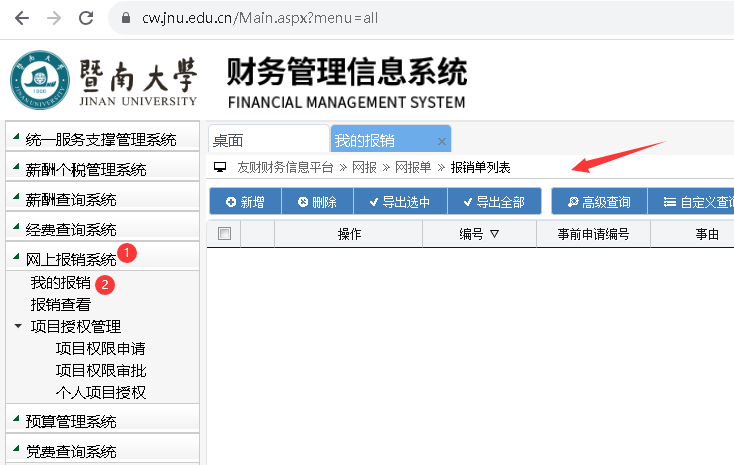 cw.jnu.edu.cn/Main.aspx?menu=all
暨南大學
JINAN UNIVERSITY
财务管理信息系统
FINANCIAL MANAGEMENT SYSTEM
统一服务支撑管理系统
薪酬个税管理系统
薪酬查询系统
经费查询系统
网上报销系统 1
我的报销 2
报销查看
项目授权管理
项目权限申请
项目权限审批
个人项目授权
预算管理系统
党费查询系统
桌面 我的报销 ×
友财财务信息平台 » 网报 » 网报单 » 报销单列表
新增 删除 导出选中 导出全部 高级查询 自定义查询
操作 编号 ▽ 事前申请编号 事由